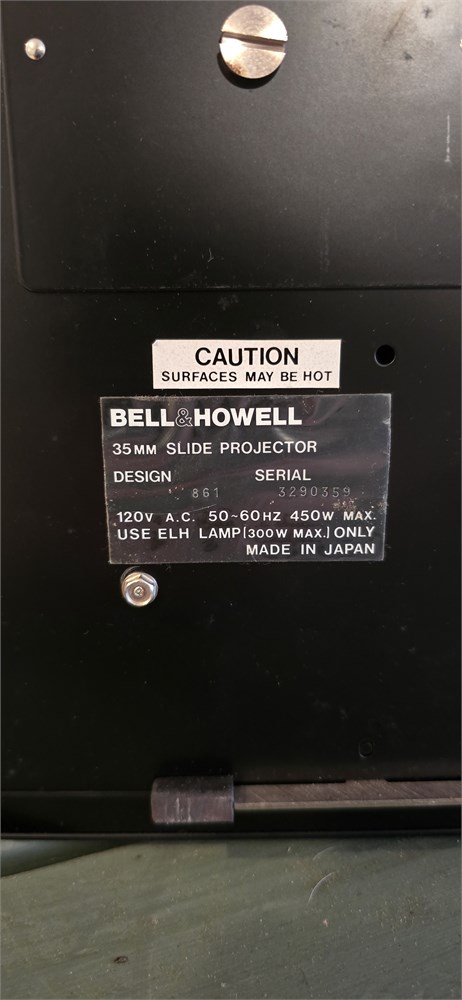 CAUTION
SURFACES MAY BE HOT
BELL&HOWELL
35MM SLIDE PROJECTOR
DESIGN SERIAL
861 3290359
120V A.C. 50~60HZ 450W MAX.
USE ELH LAMP[300W MAX.] ONLY
MADE IN JAPAN